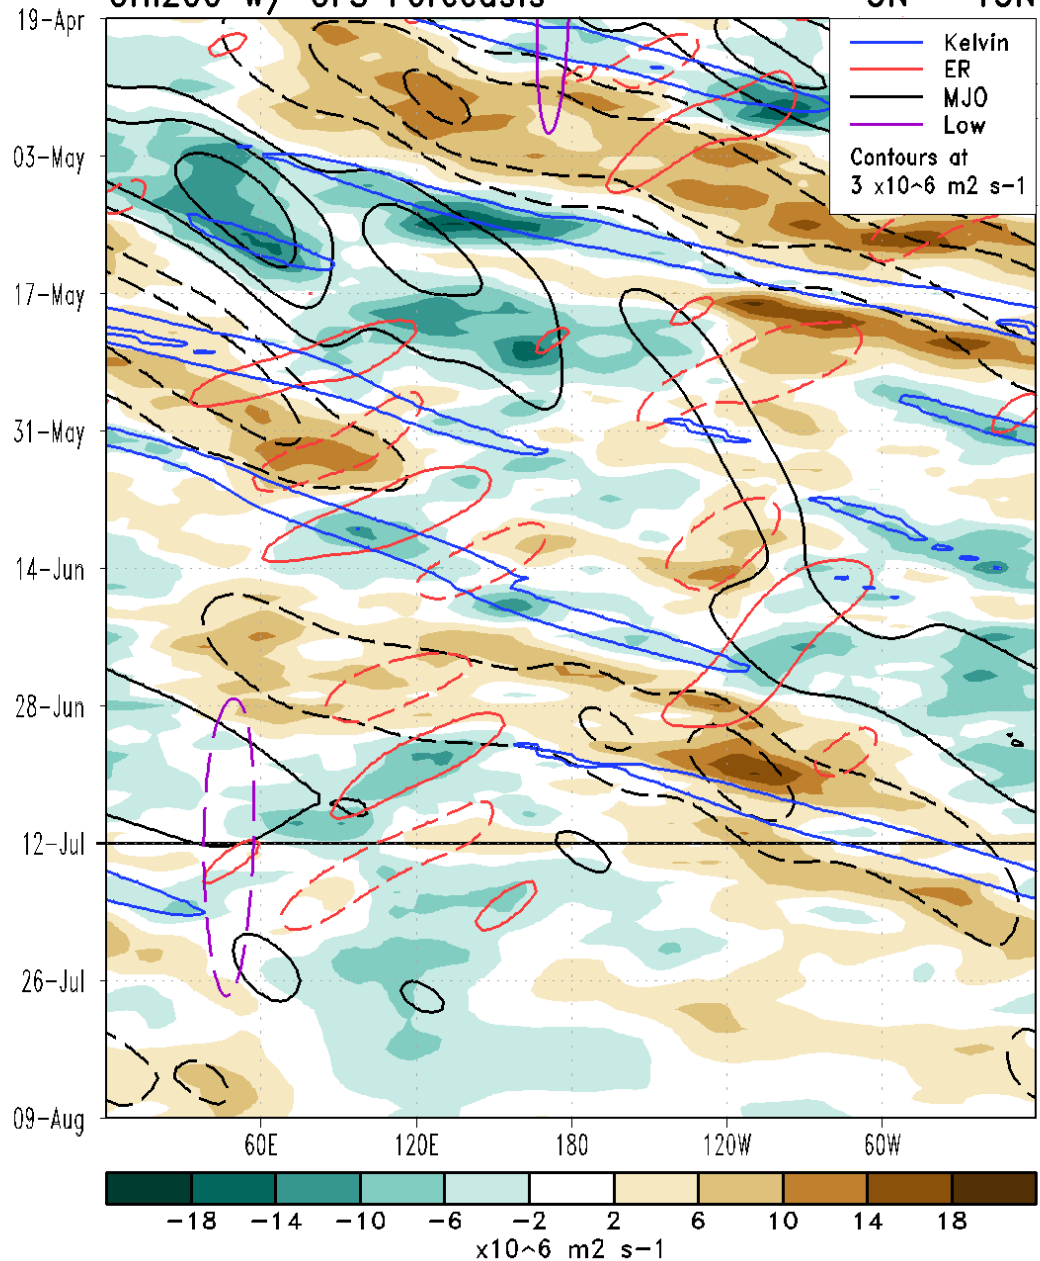 19-Apr
Kelvin
ER
MJO
Low
Contours at
3 x10^6 m2 s-1
03-May
17-May
31-May
14-Jun
28-Jun
12-Jul
26-Jul
09-Aug
60E 120E 180 120W 60W
-18 -14 -10 -6 -2 2 6 10 14 18
x10^6 m2 s-1